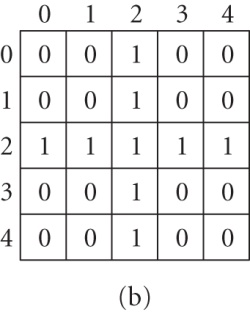 0 1 2 3 4
0 0 0 1 0 0
1 0 0 1 0 0
2 1 1 1 1 1
3 0 0 1 0 0
4 0 0 1 0 0
(b)